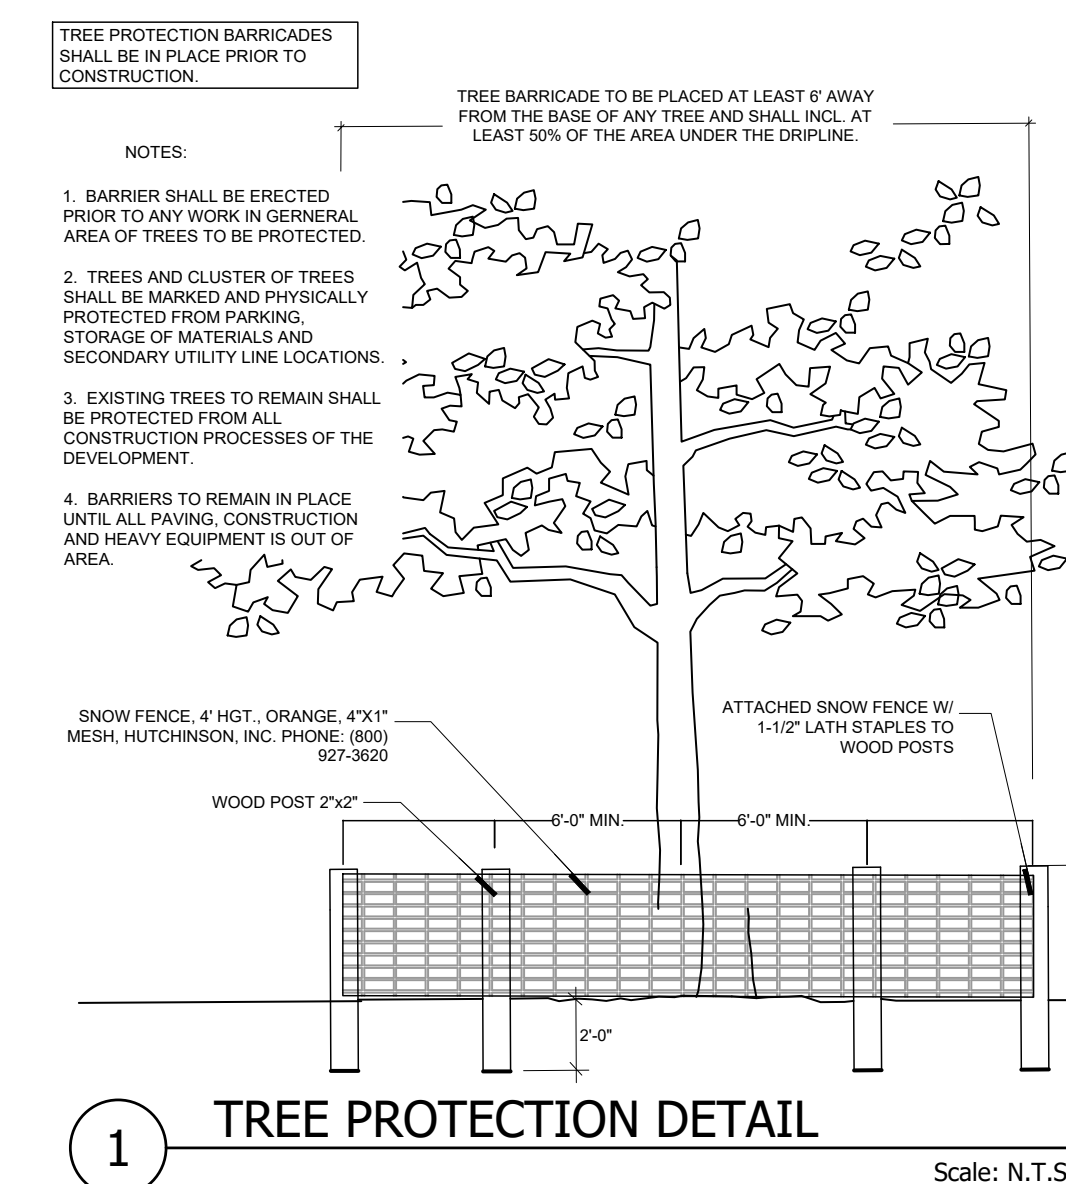 TREE PROTECTION BARRICADES
SHALL BE IN PLACE PRIOR TO
CONSTRUCTION.
TREE BARRICADE TO BE PLACED AT LEAST 6' AWAY
FROM THE BASE OF ANY TREE AND SHALL INCL. AT
LEAST 50% OF THE AREA UNDER THE DRIPLINE.
NOTES:
1. BARRIER SHALL BE ERECTED
PRIOR TO ANY WORK IN GERNERAL
AREA OF TREES TO BE PROTECTED.
2. TREES AND CLUSTER OF TREES
SHALL BE MARKED AND PHYSICALLY
PROTECTED FROM PARKING,
STORAGE OF MATERIALS AND
SECONDARY UTILITY LINE LOCATIONS.
3. EXISTING TREES TO REMAIN SHALL
BE PROTECTED FROM ALL
CONSTRUCTION PROCESSES OF THE
DEVELOPMENT.
4. BARRIERS TO REMAIN IN PLACE
UNTIL ALL PAVING, CONSTRUCTION
AND HEAVY EQUIPMENT IS OUT OF
AREA.
SNOW FENCE, 4' HGT., ORANGE, 4"X1"
MESH, HUTCHINSON, INC. PHONE: (800)
927-3620
ATTACHED SNOW FENCE W/
1-1/2" LATH STAPLES TO
WOOD POSTS
WOOD POST 2"x2"
6'-0" MIN.
6'-0" MIN.
2'-0"
1
TREE PROTECTION DETAIL
Scale: N.T.S